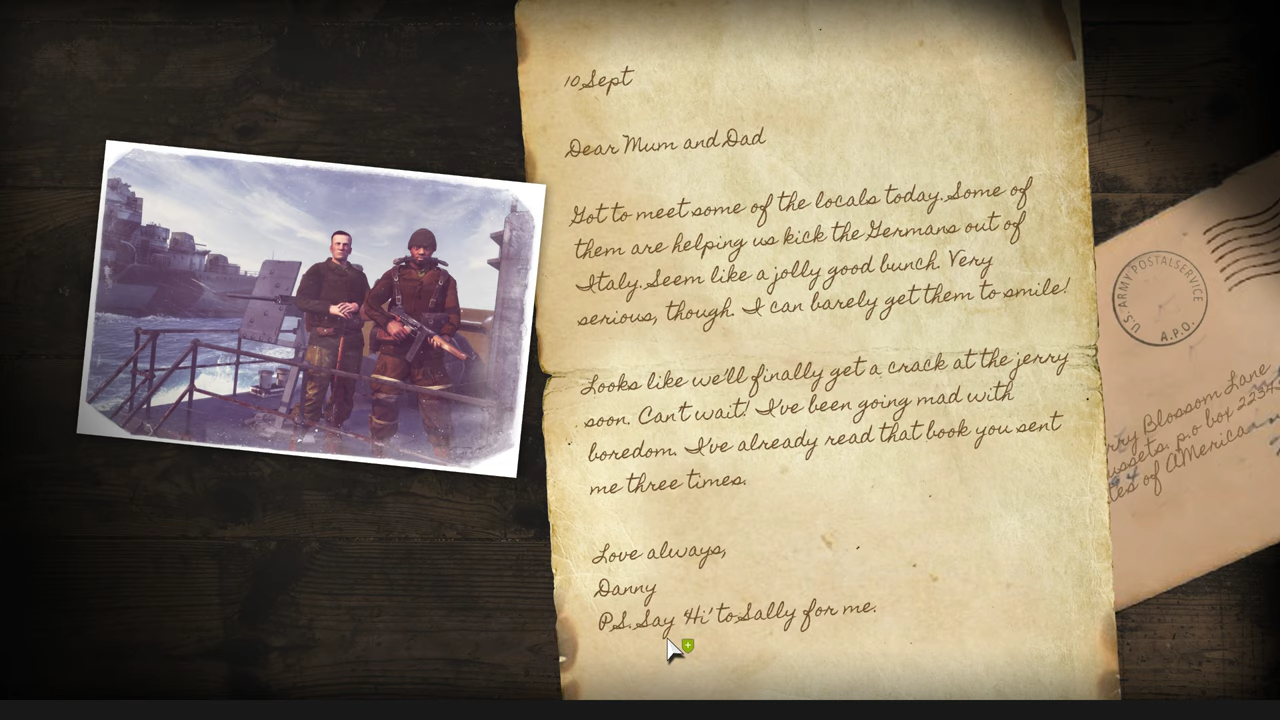 10 Sept
Dear Mum and Dad
Got to meet some of the locals today. Some of
them are helping us kick the Germans out of
Italy. Seem like a jolly good bunch. Very
serious, though. I can barely get them to smile!
Looks like we'll finally get a crack at the jerry
soon. Can't wait! I've been going mad with
boredom. I've already read that book you sent
me three times.
Love always,
Danny
P.S. Say 'Hi' to Sally for me.
U.S. ARMY POSTAL SERVICE
A.P.O.
rry Blossom Lane
ussets. p.o box
tes of AMerica